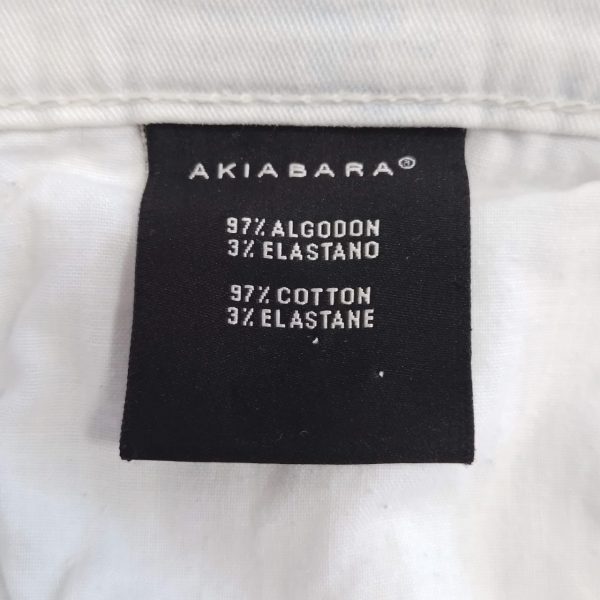 AKIABARA®
97% ALGODON
3% ELASTANO
97% COTTON
3% ELASTANE